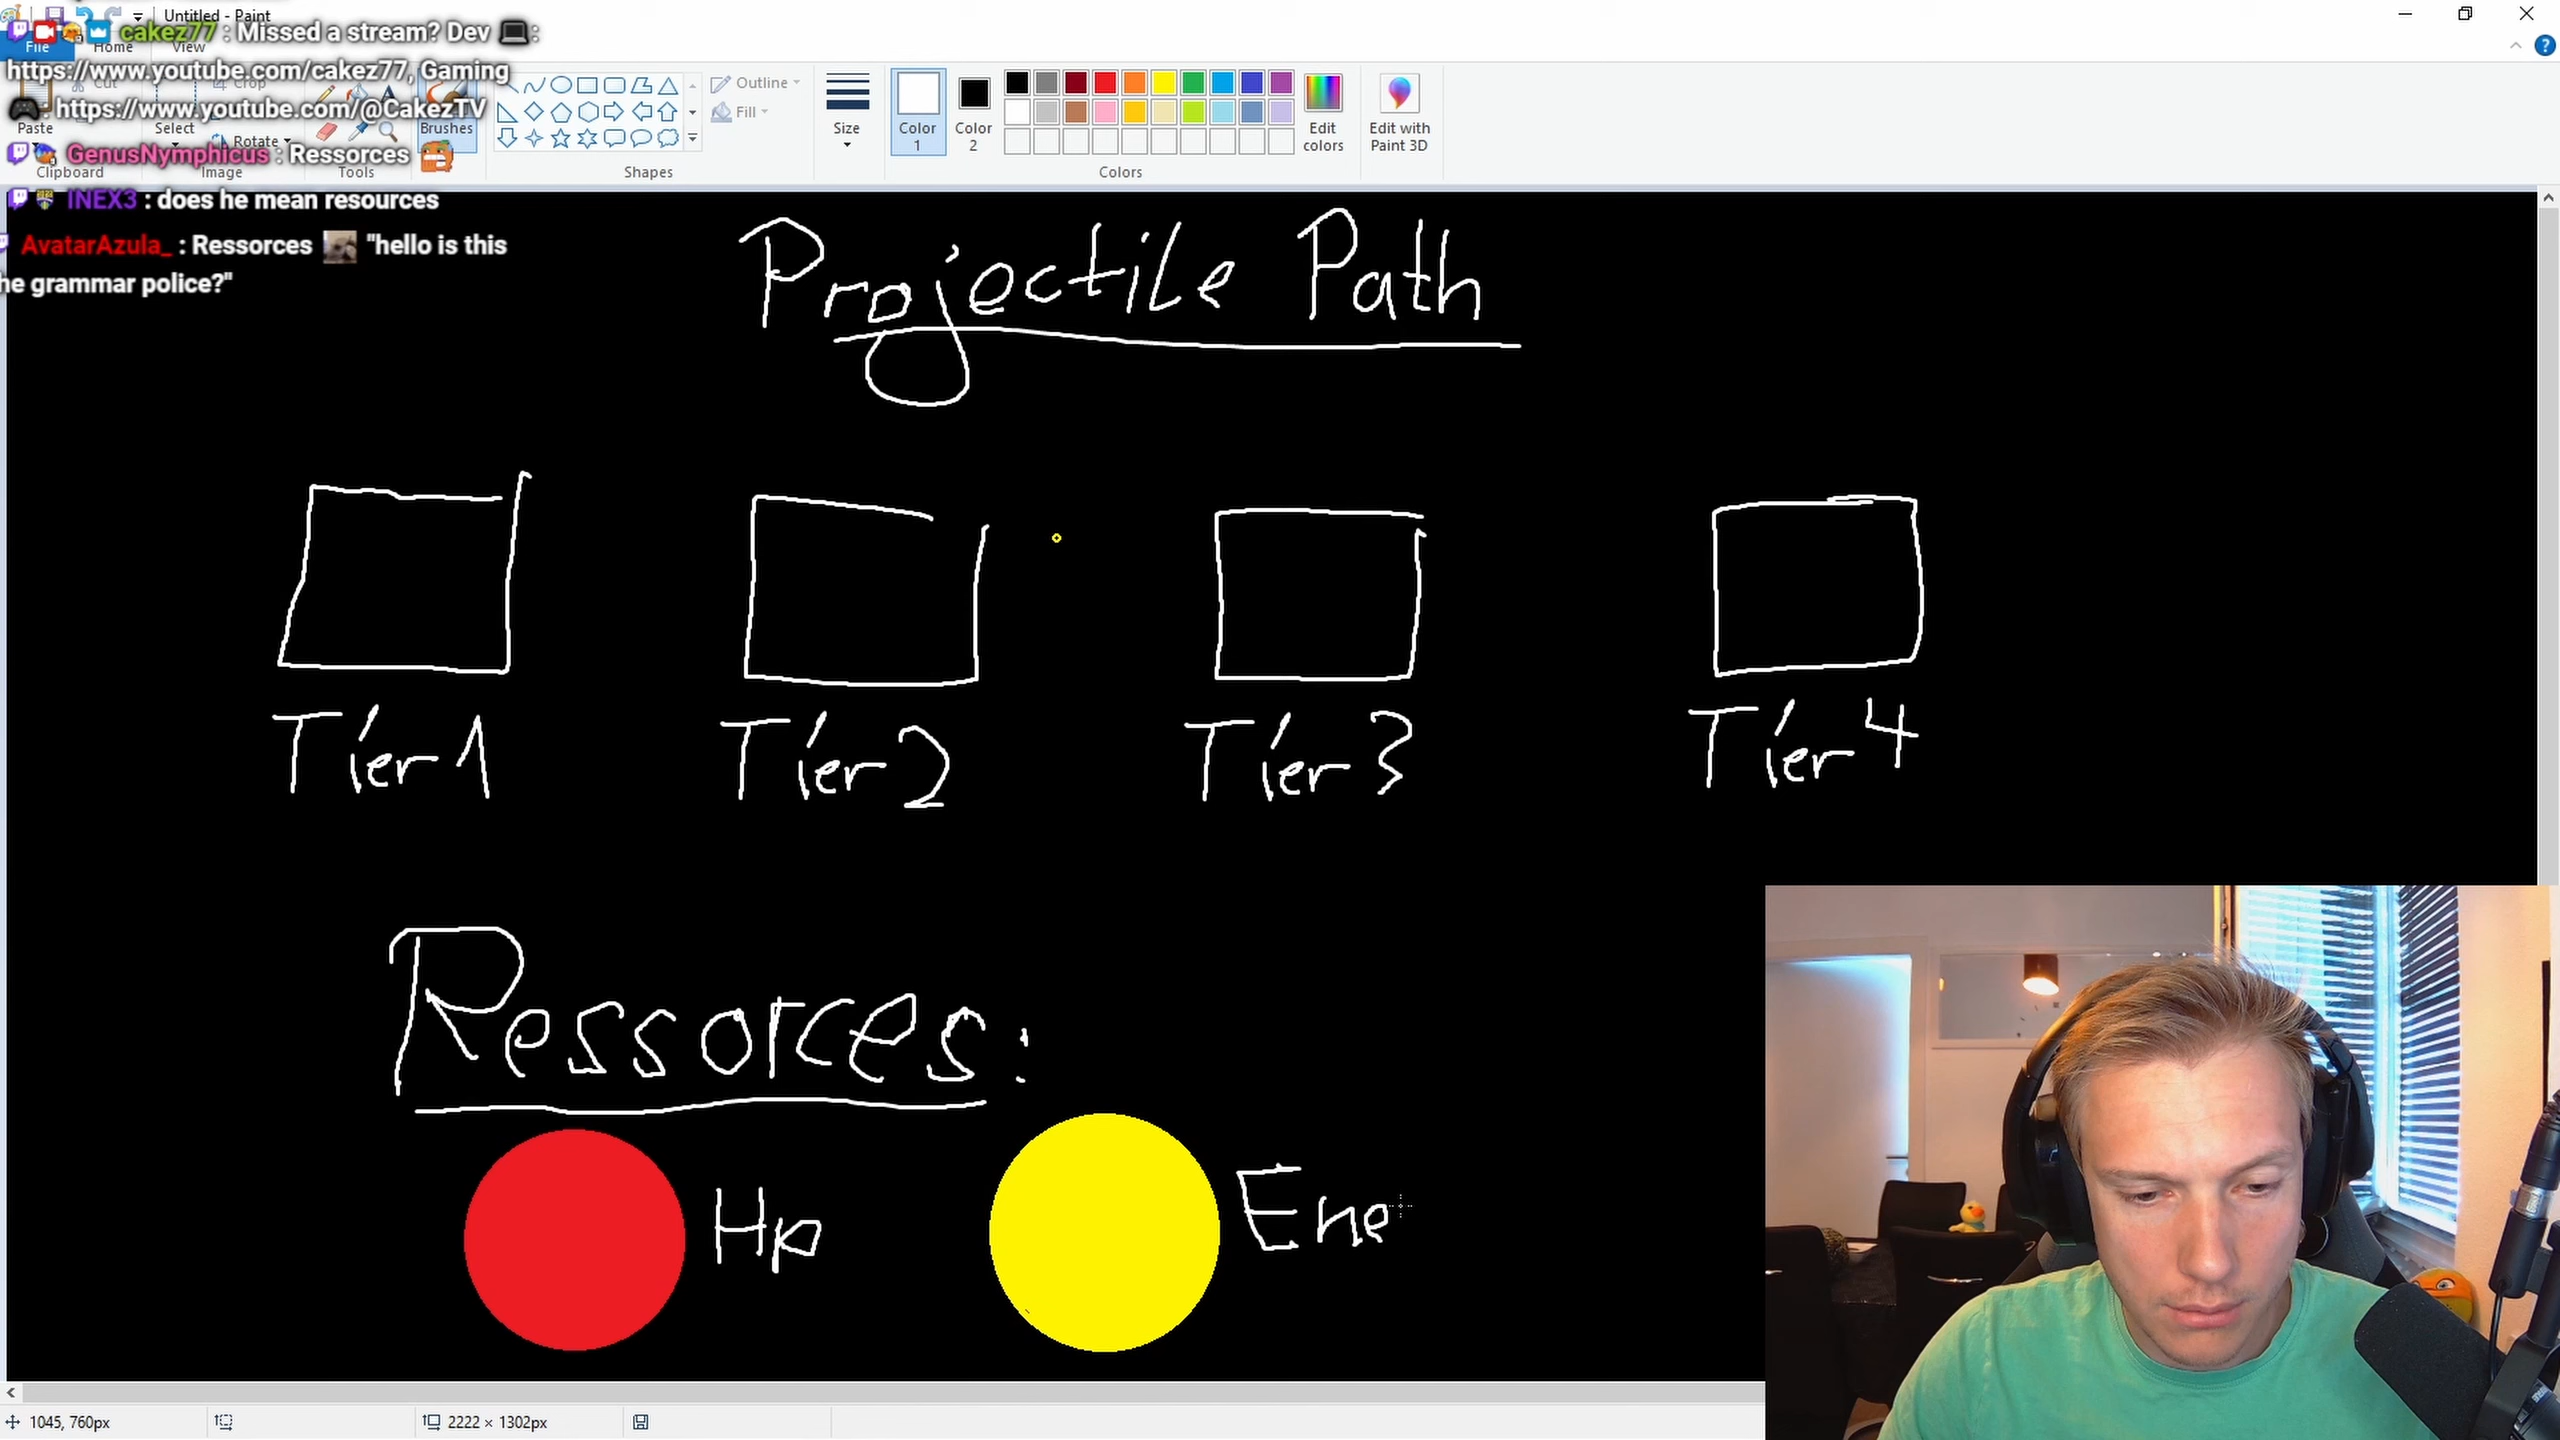 Untitled - Paint
cakez77 : Missed a stream? Dev :
File Home View
https://www.youtube.com/cakez77, Gaming
: https://www.youtube.com/@CakezTV
Cut
Crop
Paste
Select
Rotate
Brushes
GenusNymphicus : Ressorces
Clipboard
Image
Tools
Shapes
Outline
Fill
Size
Color 1
Color 2
Edit colors
Edit with Paint 3D
Colors
INEX3 : does he mean resources
AvatarAzula_ : Ressorces "hello is this
he grammar police?"
Projectile Path
Tier 1
Tier 2
Tier 3
Tier 4
Ressorces:
Hp
Ene
1045, 760px
2222 × 1302px